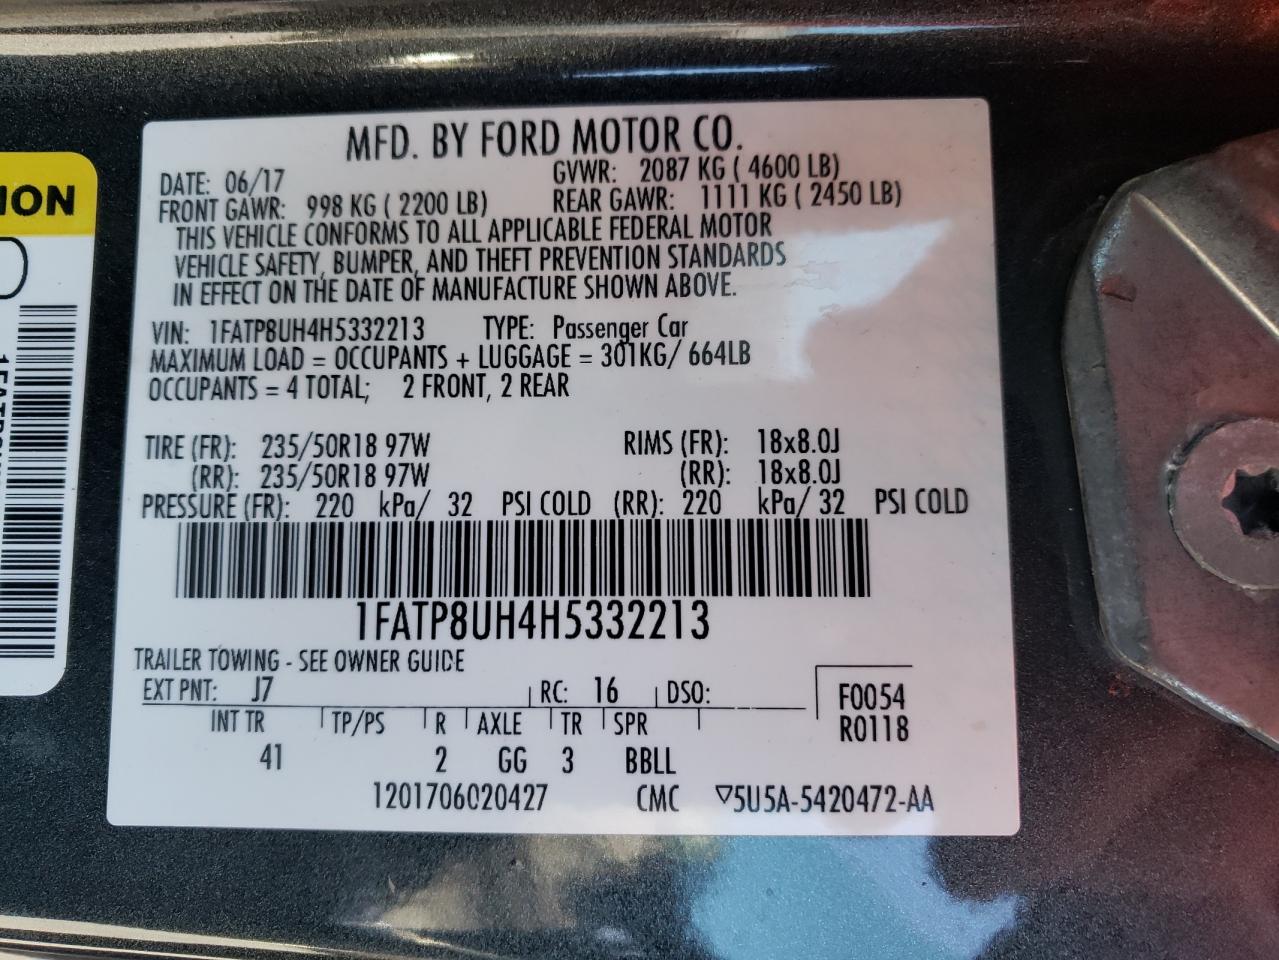 MFD. BY FORD MOTOR CO.
DATE: 06/17 GVWR: 2087 KG ( 4600 LB)
FRONT GAWR: 998 KG ( 2200 LB) REAR GAWR: 1111 KG ( 2450 LB)
THIS VEHICLE CONFORMS TO ALL APPLICABLE FEDERAL MOTOR
VEHICLE SAFETY, BUMPER, AND THEFT PREVENTION STANDARDS
IN EFFECT ON THE DATE OF MANUFACTURE SHOWN ABOVE.
VIN: 1FATP8UH4H5332213 TYPE: Passenger Car
MAXIMUM LOAD = OCCUPANTS + LUGGAGE = 301KG/ 664LB
OCCUPANTS = 4 TOTAL; 2 FRONT, 2 REAR
TIRE (FR): 235/50R18 97W RIMS (FR): 18x8.0J
(RR): 235/50R18 97W (RR): 18x8.0J
PRESSURE (FR): 220 kPa/ 32 PSI COLD (RR): 220 kPa/ 32 PSI COLD
1FATP8UH4H5332213
TRAILER TOWING - SEE OWNER GUIDE
EXT PNT: J7 RC: 16 DSO: F0054
INT TR TP/PS R AXLE TR SPR R0118
41 2 GG 3 BBLL
1201706020427 CMC ▽5U5A-5420472-AA
ION